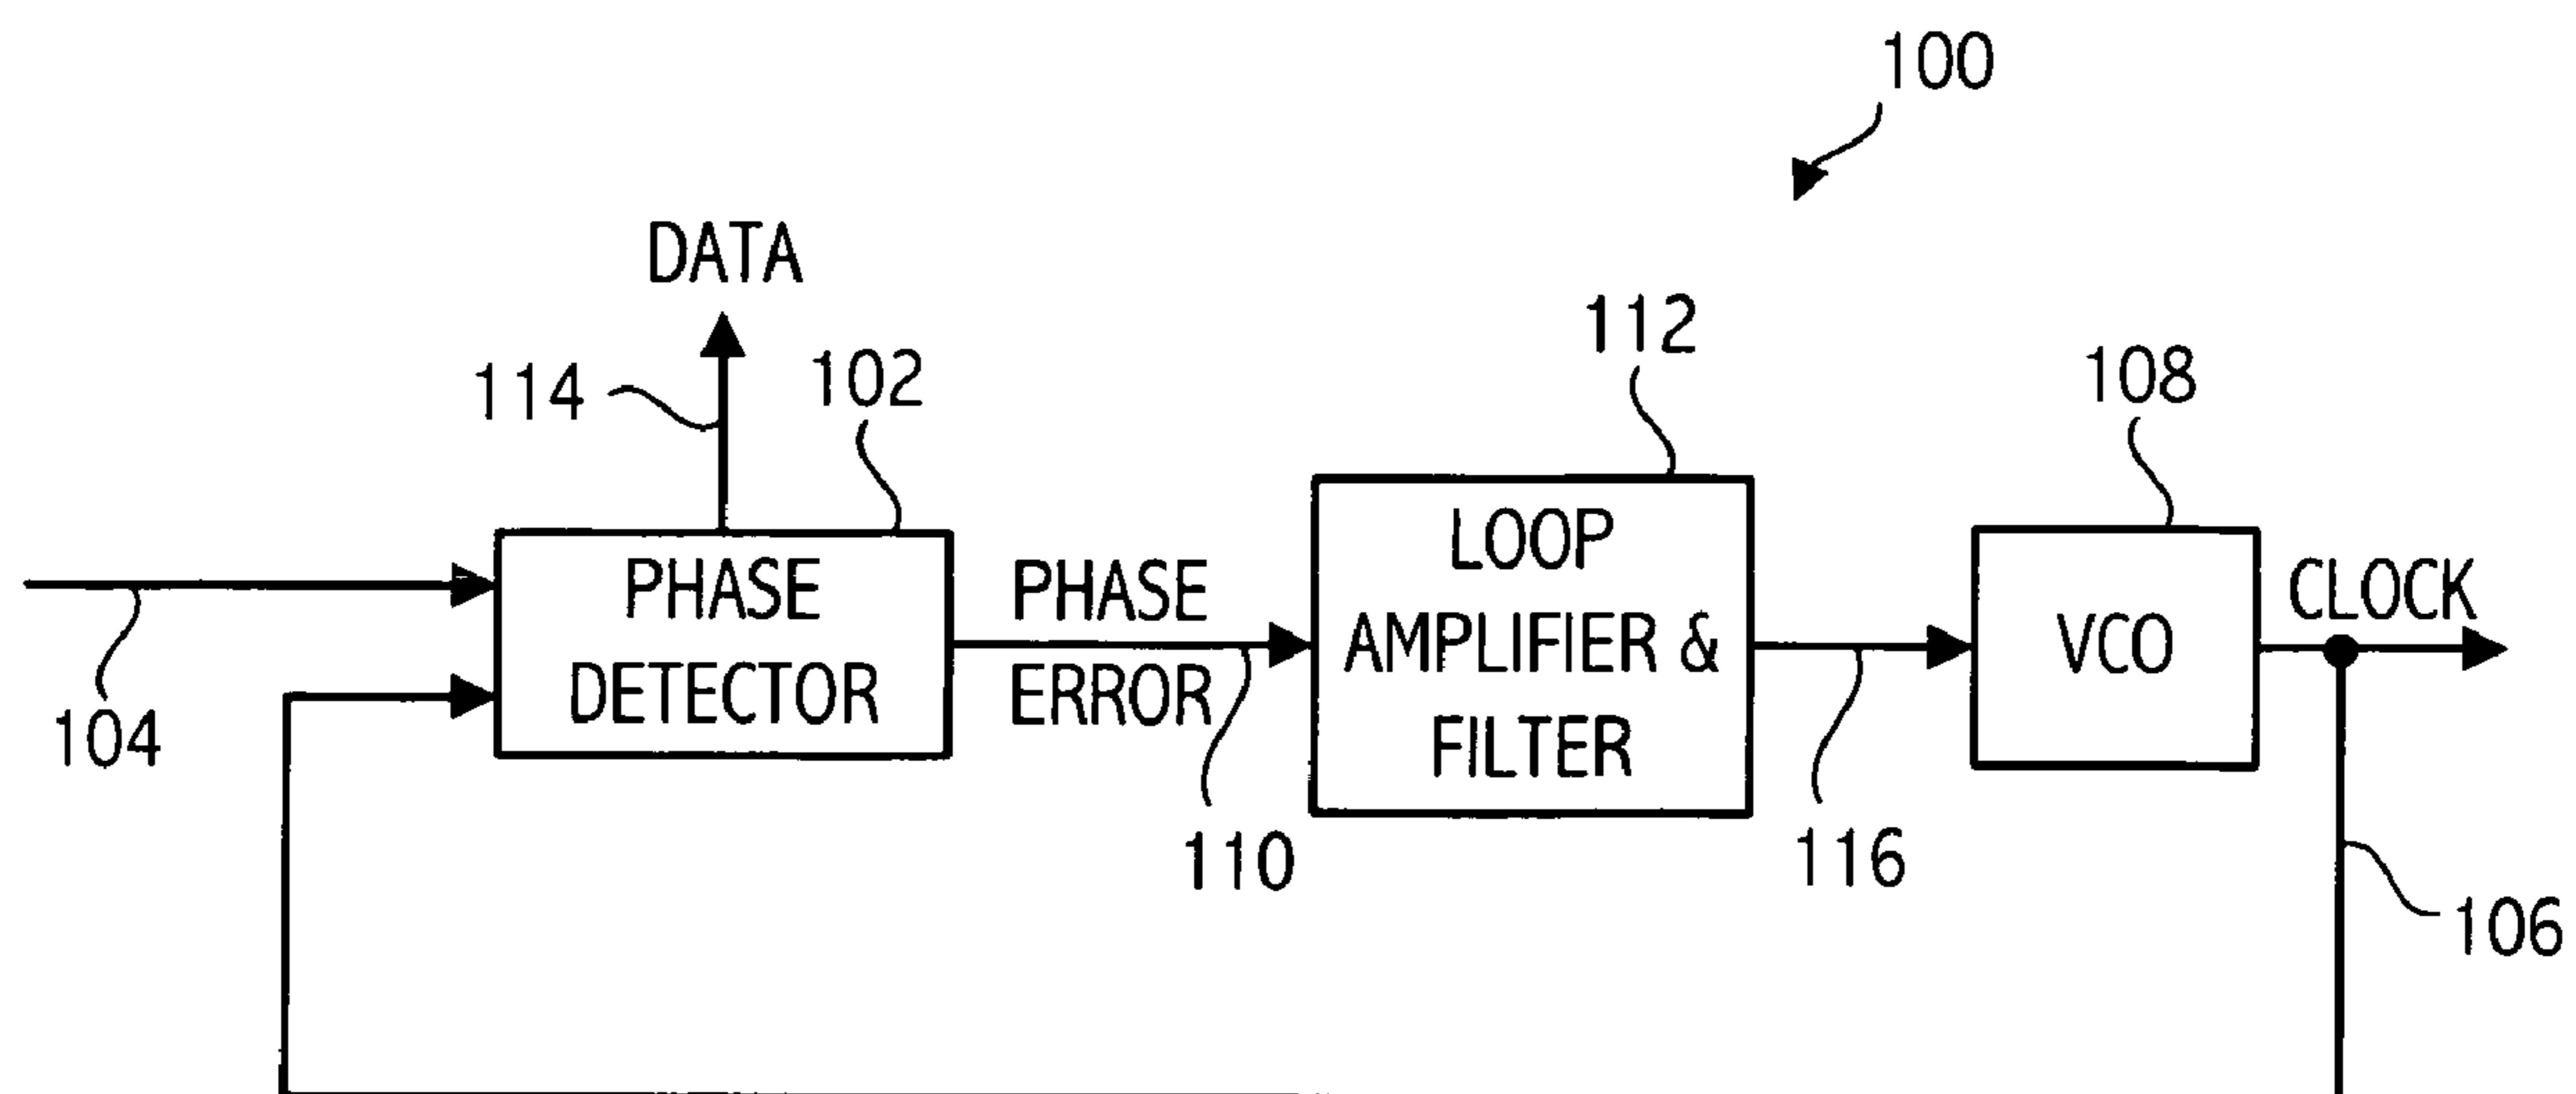 100
DATA
112
114
102
108
PHASE
DETECTOR
PHASE
ERROR
LOOP
AMPLIFIER &
FILTER
VCO
CLOCK
104
110
116
106